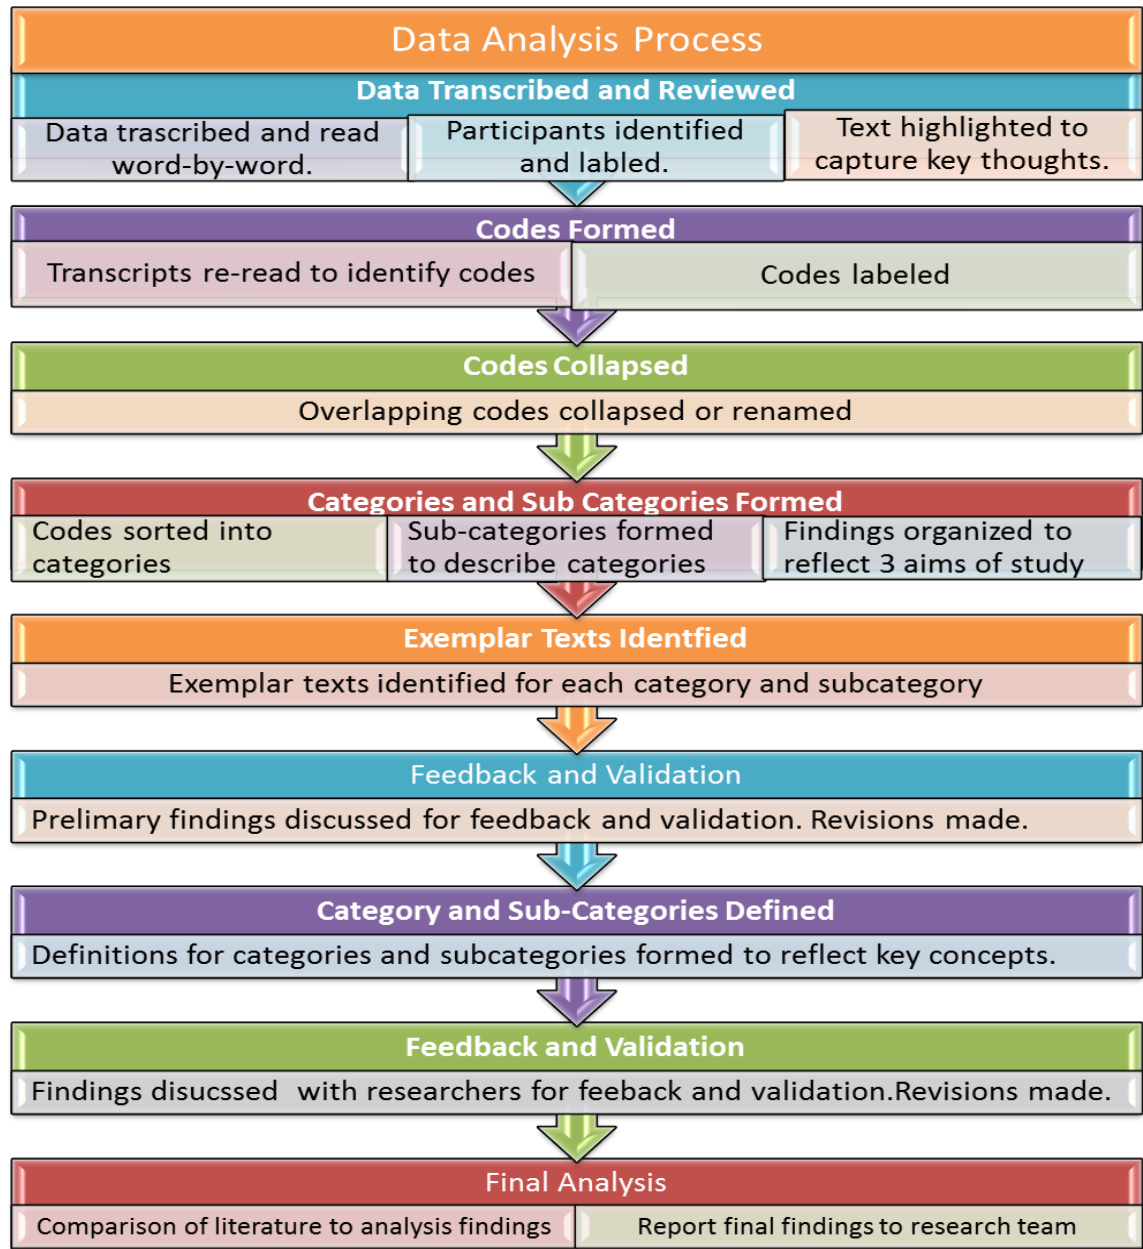 Data Analysis Process
Data Transcribed and Reviewed
Data trascribed and read
word-by-word.
Participants identified
and labled.
Text highlighted to
capture key thoughts.
Codes Formed
Transcripts re-read to identify codes
Codes labeled
Codes Collapsed
Overlapping codes collapsed or renamed
Categories and Sub Categories Formed
Codes sorted into
categories
Sub-categories formed
to describe categories
Findings organized to
reflect 3 aims of study
Exemplar Texts Identfied
Exemplar texts identified for each category and subcategory
Feedback and Validation
Prelimary findings discussed for feedback and validation. Revisions made.
Category and Sub-Categories Defined
Definitions for categories and subcategories formed to reflect key concepts.
Feedback and Validation
Findings disucssed  with researchers for feeback and validation.Revisions made.
Final Analysis
Comparison of literature to analysis findings
Report final findings to research team